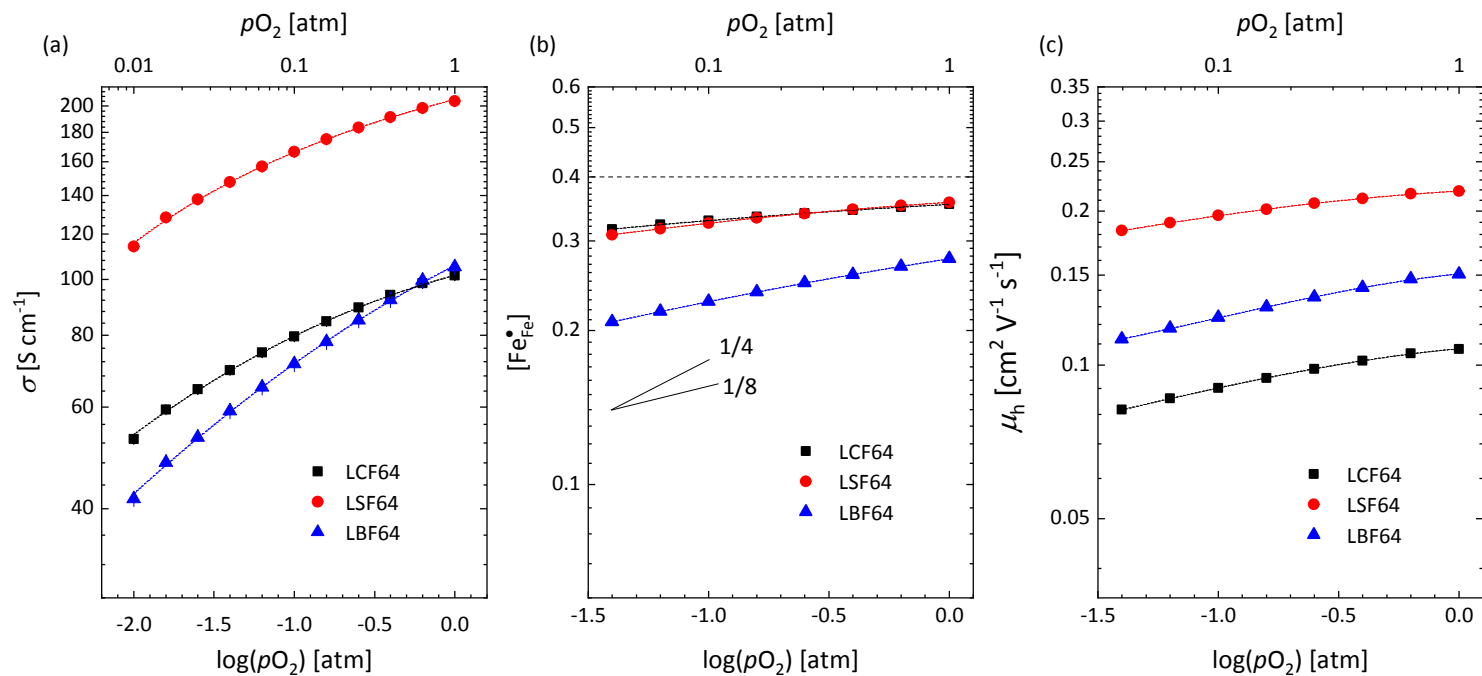 (a)
pO₂ [atm]
0.01 0.1 1
200
180
160
140
120
100
80
60
40
σ [S cm⁻¹]
LCF64
LSF64
LBF64
-2.0 -1.5 -1.0 -0.5 0.0
log(pO₂) [atm]
(b)
pO₂ [atm]
0.1 1
0.6
0.5
0.4
0.3
0.2
0.1
[Fe•Fe]
1/4
1/8
LCF64
LSF64
LBF64
-1.5 -1.0 -0.5 0.0
log(pO₂) [atm]
(c)
pO₂ [atm]
0.1 1
0.35
0.3
0.25
0.2
0.15
0.1
0.05
μh [cm² V⁻¹ s⁻¹]
LCF64
LSF64
LBF64
-1.5 -1.0 -0.5 0.0
log(pO₂) [atm]